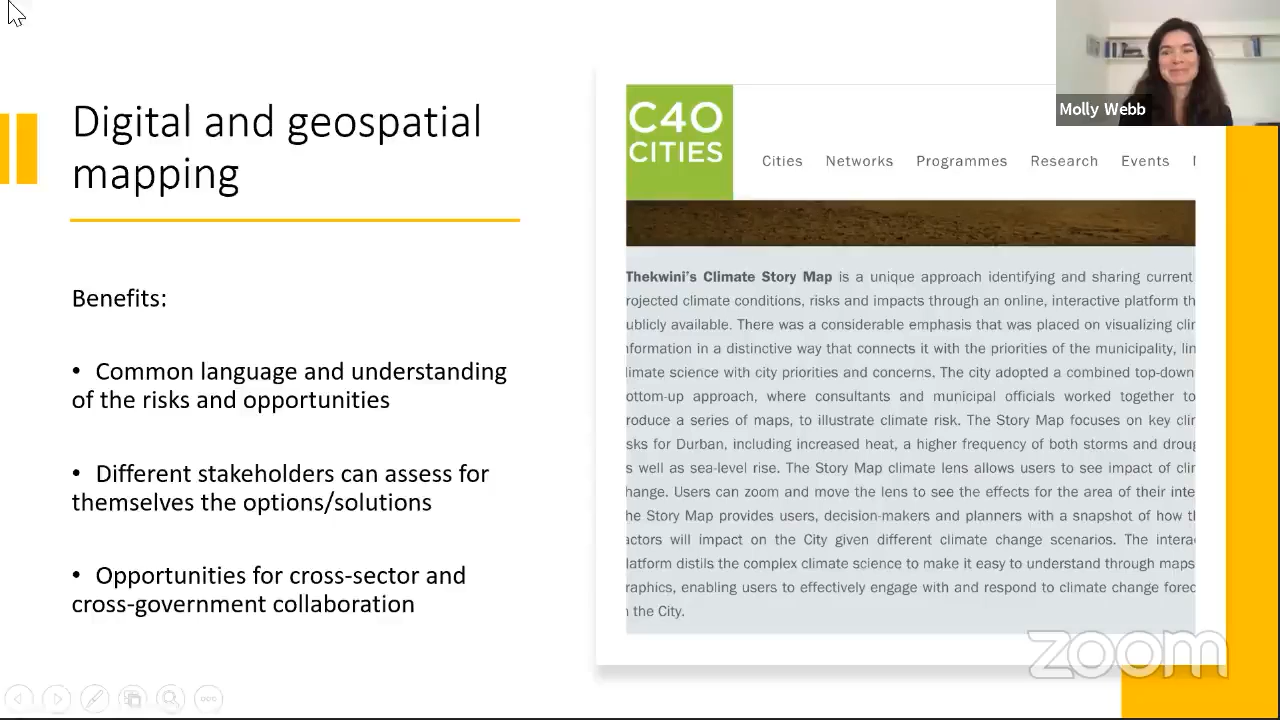 Digital and geospatial
mapping
Benefits:
• Common language and understanding
of the risks and opportunities
• Different stakeholders can assess for
themselves the options/solutions
• Opportunities for cross-sector and
cross-government collaboration
C40
CITIES
Cities Networks Programmes Research Events
Thekwini's Climate Story Map is a unique approach identifying and sharing current
rojected climate conditions, risks and impacts through an online, interactive platform th
ublicly available. There was a considerable emphasis that was placed on visualizing clir
nformation in a distinctive way that connects it with the priorities of the municipality, lin
limate science with city priorities and concerns. The city adopted a combined top-down
ottom-up approach, where consultants and municipal officials worked together to
roduce a series of maps, to illustrate climate risk. The Story Map focuses on key clir
sks for Durban, including increased heat, a higher frequency of both storms and droug
s well as sea-level rise. The Story Map climate lens allows users to see impact of clir
hange. Users can zoom and move the lens to see the effects for the area of their inte
he Story Map provides users, decision-makers and planners with a snapshot of how tl
actors will impact on the City given different climate change scenarios. The intera
latform distils the complex climate science to make it easy to understand through maps
raphics, enabling users to effectively engage with and respond to climate change forec
the City.
Molly Webb
zoom